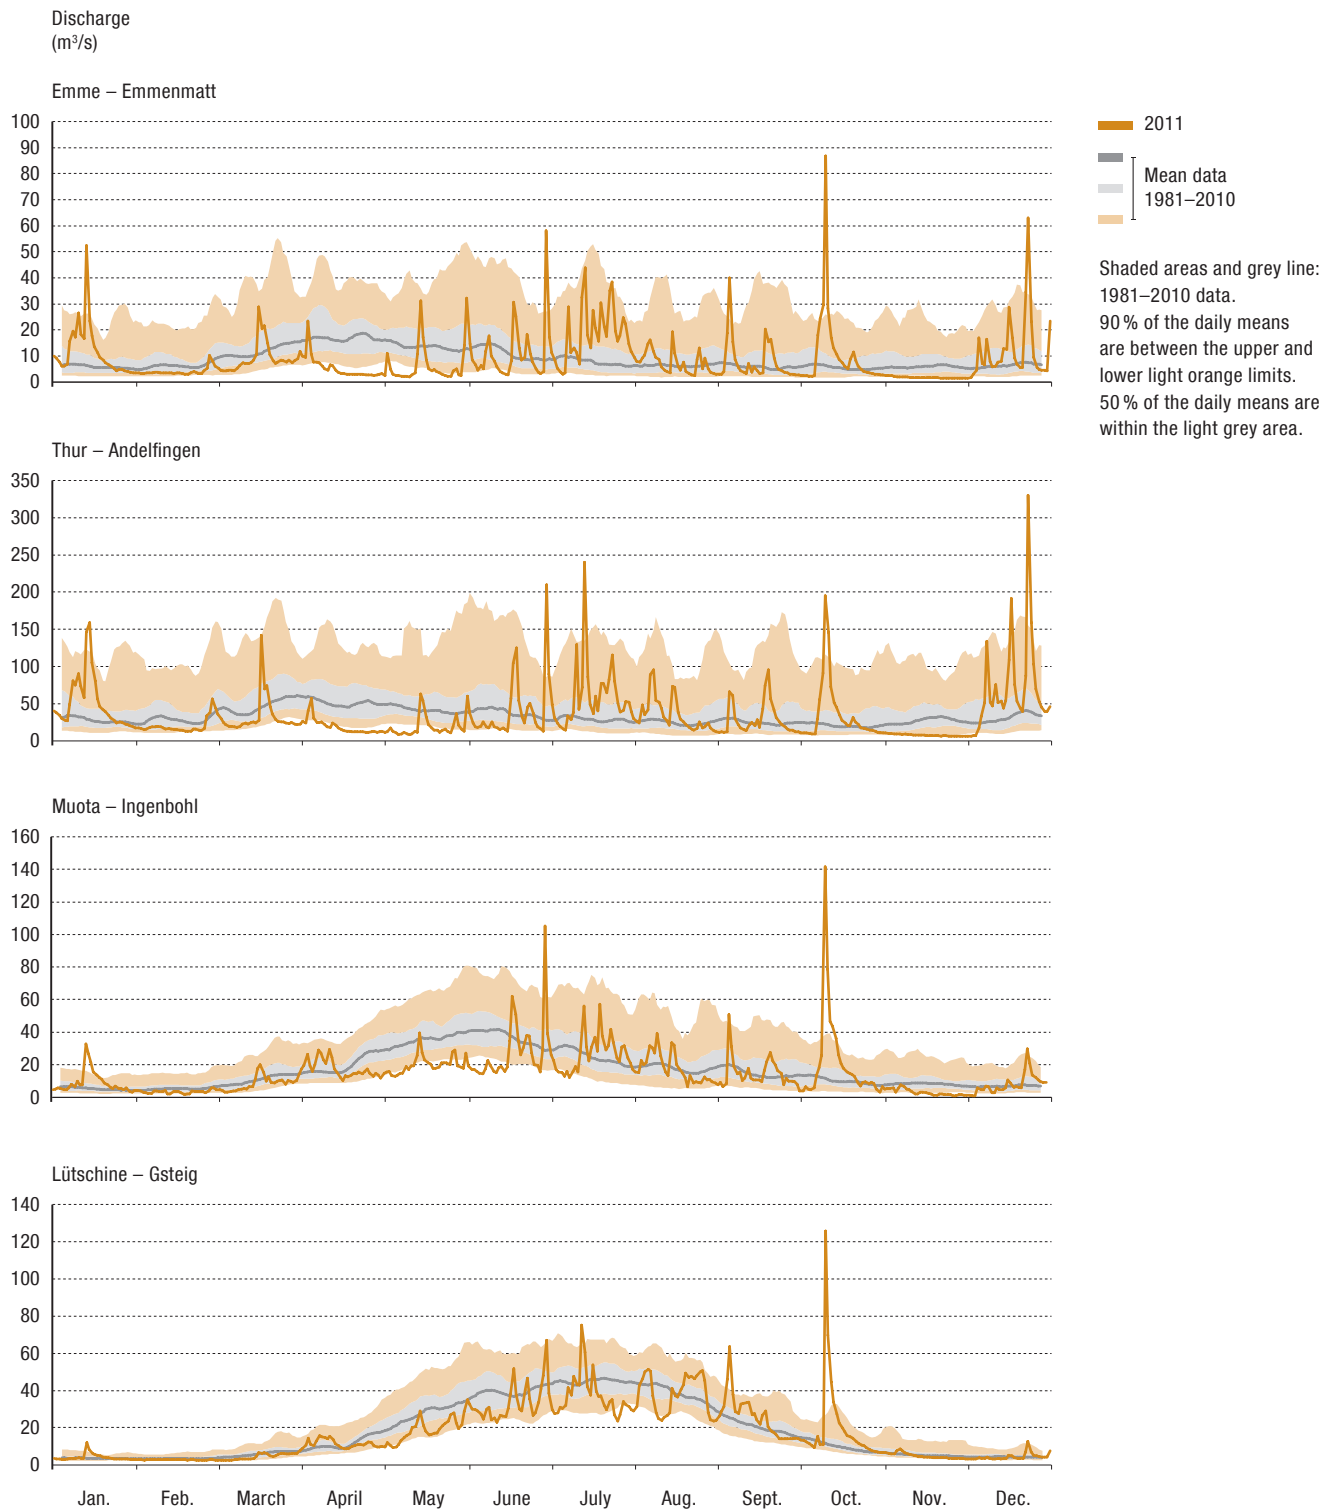 Discharge
(m³/s)
Emme – Emmenmatt
100
90
80
70
60
50
40
30
20
10
0
2011
Mean data
1981–2010
Shaded areas and grey line:
1981–2010 data.
90 % of the daily means
are between the upper and
lower light orange limits.
50 % of the daily means are
within the light grey area.
Thur – Andelfingen
350
300
250
200
150
100
50
0
Muota – Ingenbohl
160
140
120
100
80
60
40
20
0
Lütschine – Gsteig
140
120
100
80
60
40
20
0
Jan. Feb. March April May June July Aug. Sept. Oct. Nov. Dec.